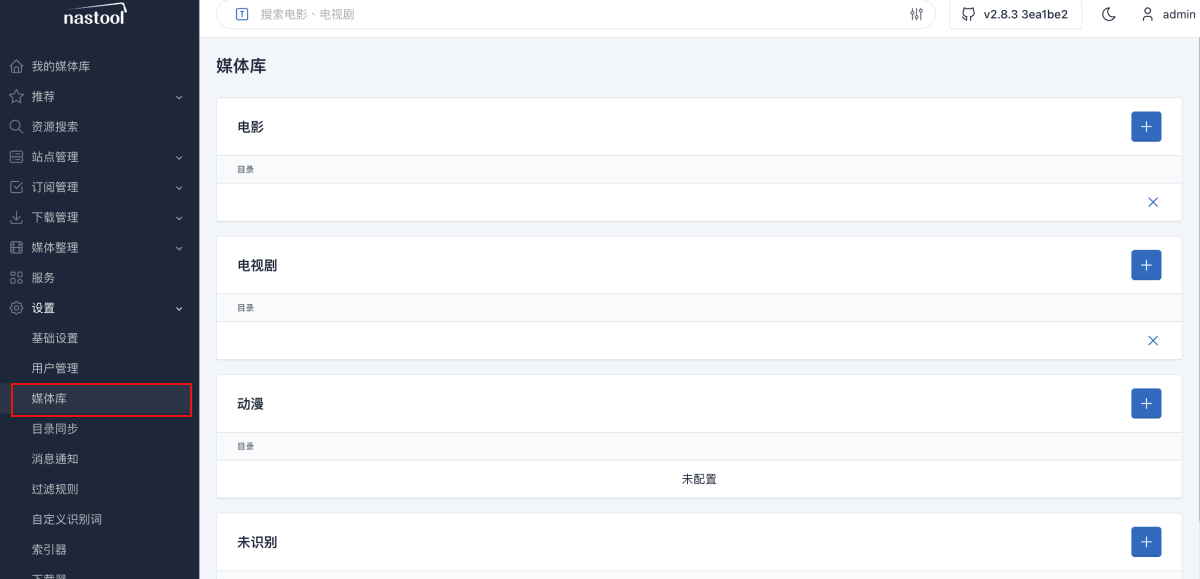 nastool
搜索电影、电视剧
v2.8.3 3ea1be2
admin
我的媒体库
推荐
资源搜索
站点管理
订阅管理
下载管理
媒体整理
服务
设置
基础设置
用户管理
媒体库
目录同步
消息通知
过滤规则
自定义识别词
索引器
下载器
媒体库
电影
目录
电视剧
目录
动漫
目录
未配置
未识别